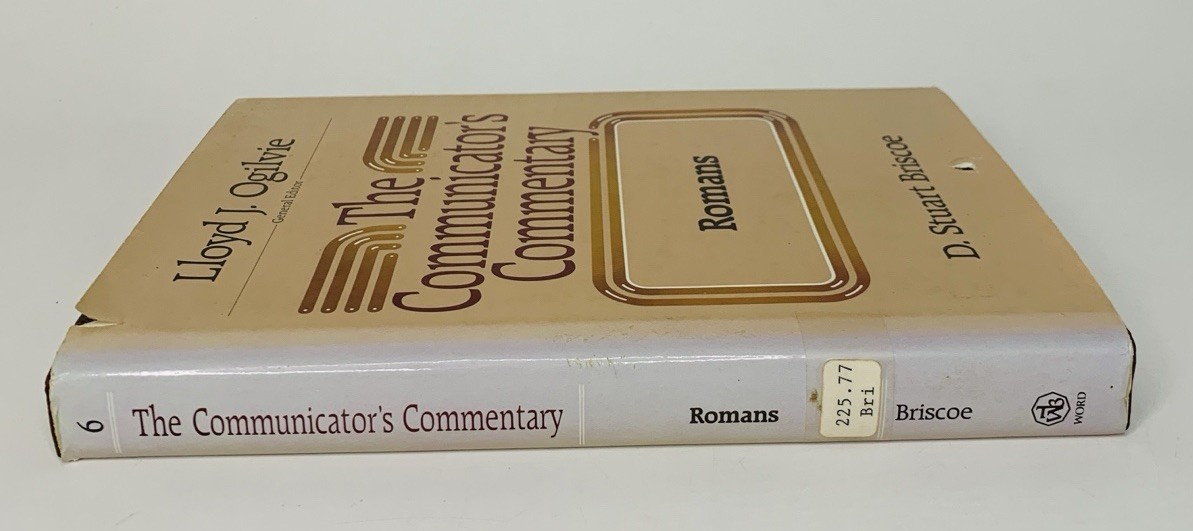 Lloyd J. Ogilvie
General Editor
The
Communicator's
Commentary
Romans
D. Stuart Briscoe
6
The Communicator's Commentary
Romans
225.77
Bri
Briscoe
WORD